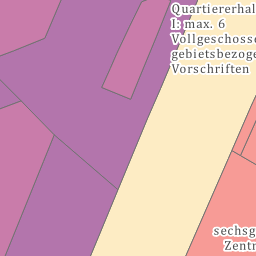 Quartiererhal
I: max. 6
Vollgeschosse
gebietsbezoge
Vorschriften
sechsg
Zentr